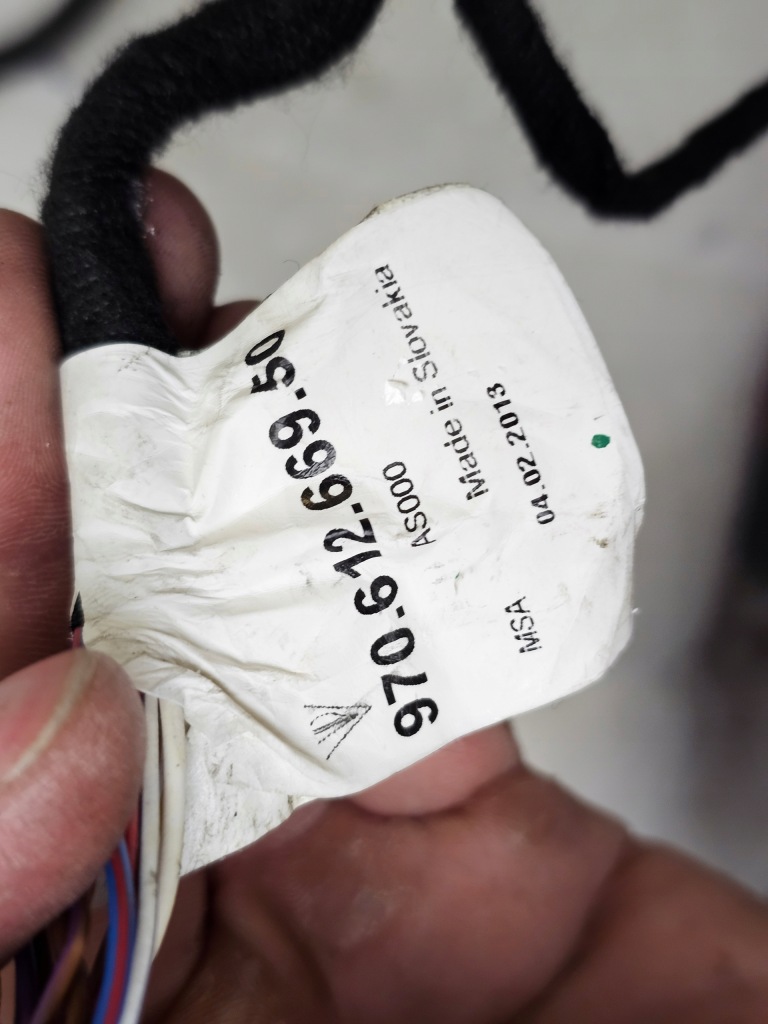 970.612.669.50
AS000
Made in Slovakia
MSA 04.02.2013